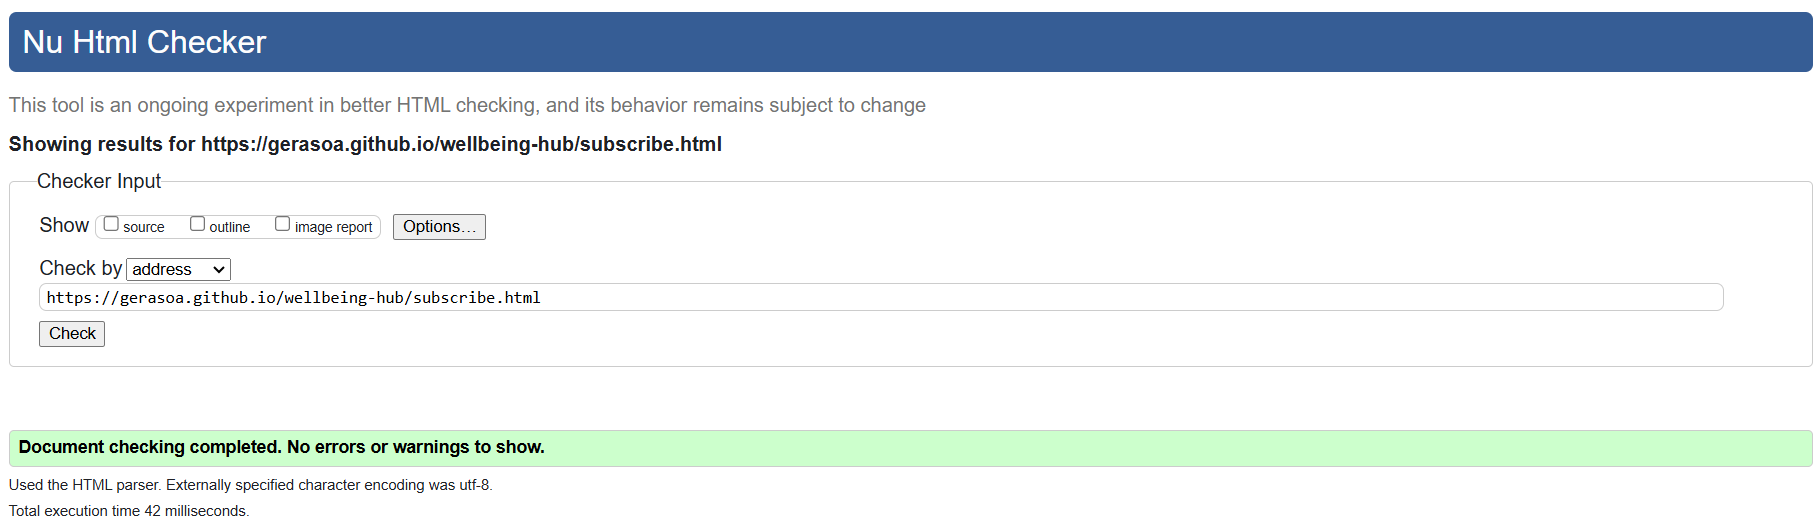 Nu Html Checker
This tool is an ongoing experiment in better HTML checking, and its behavior remains subject to change
Showing results for https://gerasoa.github.io/wellbeing-hub/subscribe.html
Checker Input
Show source outline image report Options...
Check by address
https://gerasoa.github.io/wellbeing-hub/subscribe.html
Check
Document checking completed. No errors or warnings to show.
Used the HTML parser. Externally specified character encoding was utf-8.
Total execution time 42 milliseconds.